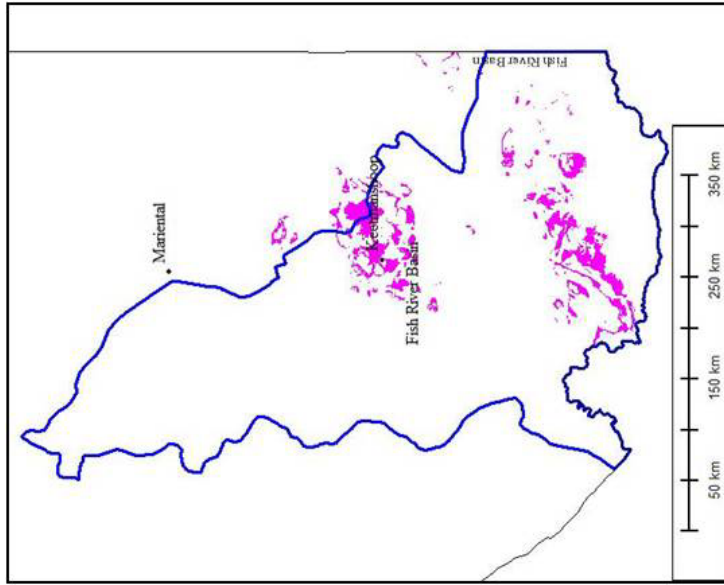 Mariental
Keetmanshoop
Fish River Basin
Fish River Basin
50 km
150 km
250 km
350 km